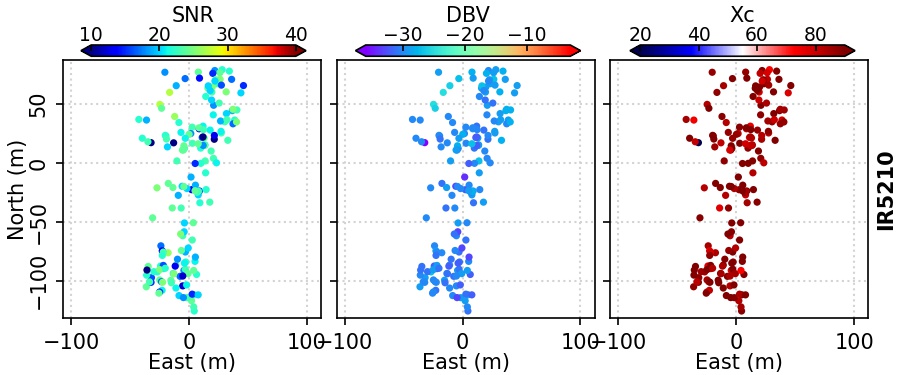 SNR DBV Xc
10 20 30 40 −30 −20 −10 20 40 60 80
North (m)
50
0
−50
−100
IR5210
−100 0 100 −100 0 100 −100 0 100
East (m) East (m) East (m)